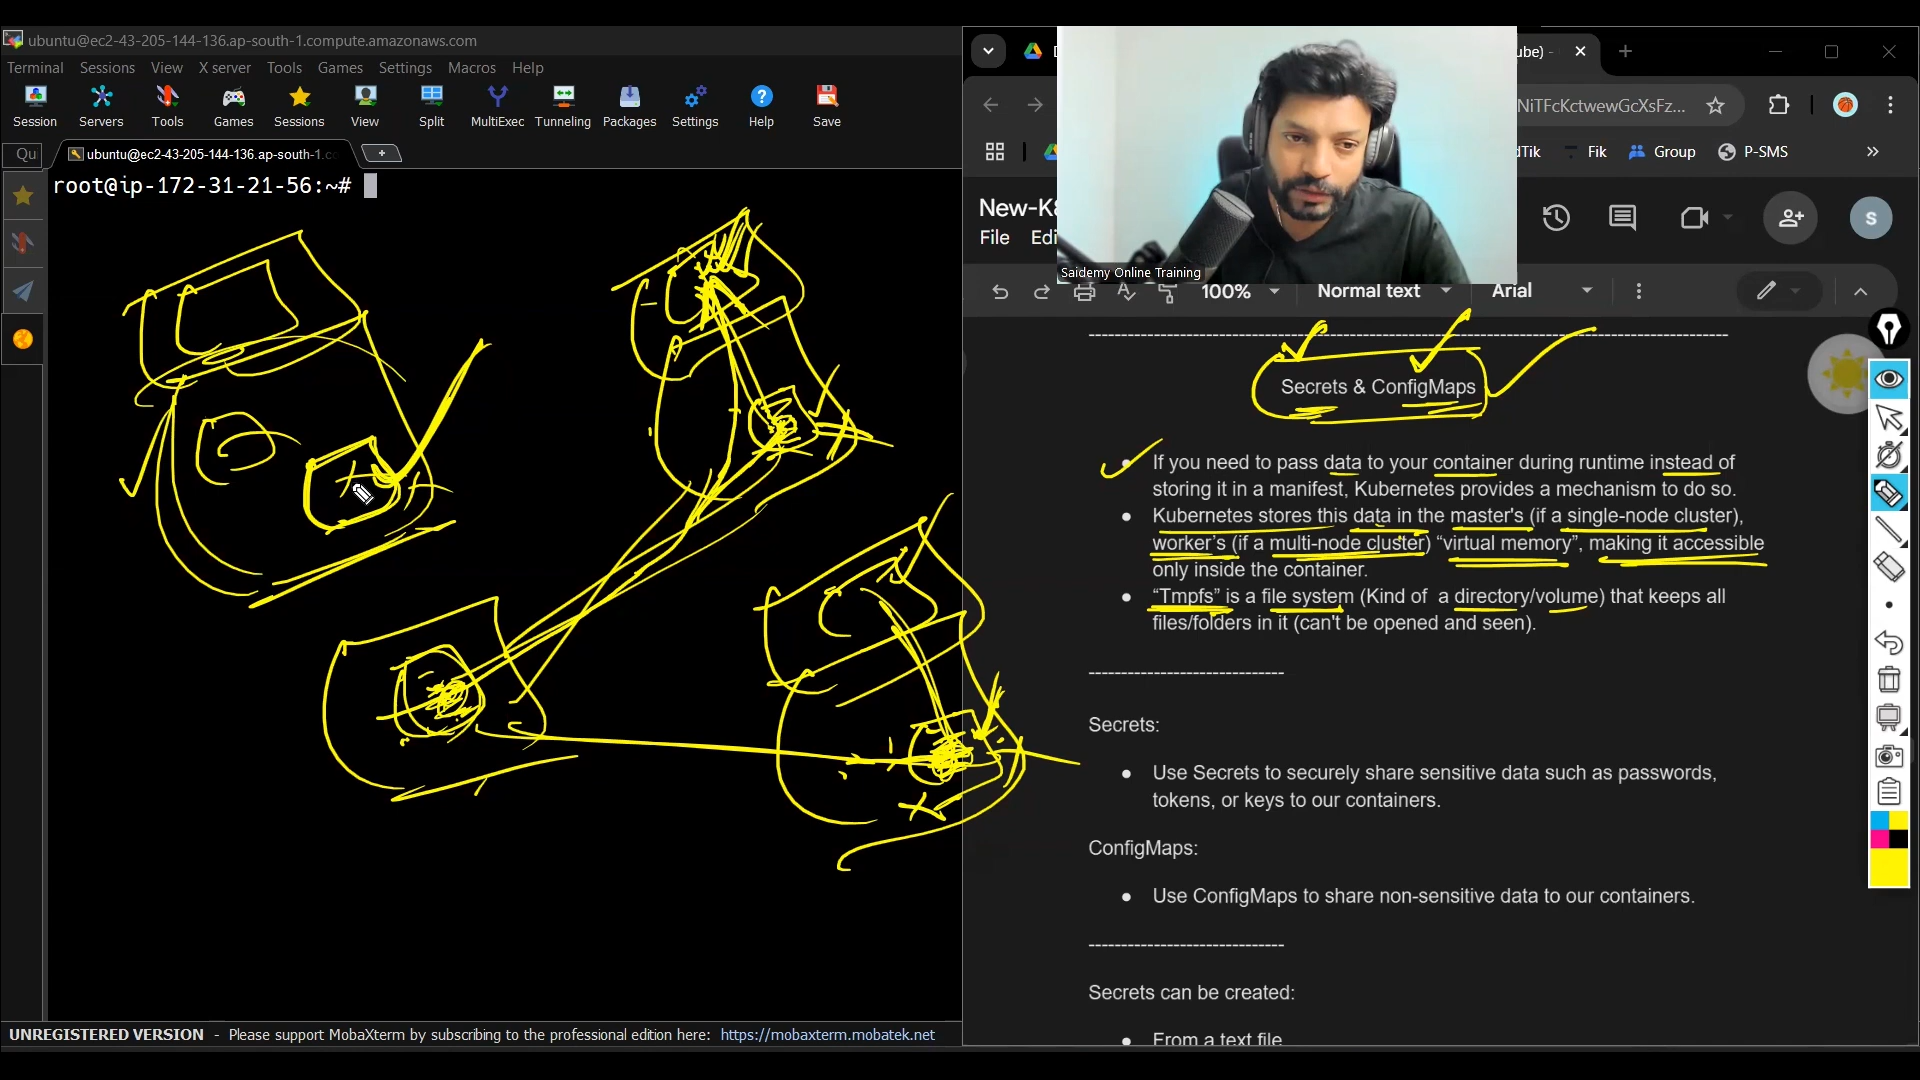 ubuntu@ec2-43-205-144-136.ap-south-1.compute.amazonaws.com
Terminal Sessions View X server Tools Games Settings Macros Help
Session Servers Tools Games Sessions View Split MultiExec Tunneling Packages Settings Help Save
Qu ubuntu@ec2-43-205-144-136.ap-south-1.co
root@ip-172-31-21-56:~#
UNREGISTERED VERSION - Please support MobaXterm by subscribing to the professional edition here: https://mobaxterm.mobatek.net
ube) -
NiTFcKctwewGcXsFz...
dTik Fik Group P-SMS
New-K8
S
File Edi
Saidemy Online Training
100% Normal text Arial
Secrets & ConfigMaps
● If you need to pass data to your container during runtime instead of
storing it in a manifest, Kubernetes provides a mechanism to do so.
● Kubernetes stores this data in the master's (if a single-node cluster),
worker's (if a multi-node cluster) “virtual memory”, making it accessible
only inside the container.
● “Tmpfs” is a file system (Kind of a directory/volume) that keeps all
files/folders in it (can't be opened and seen).
------------------------------
Secrets:
● Use Secrets to securely share sensitive data such as passwords,
tokens, or keys to our containers.
ConfigMaps:
● Use ConfigMaps to share non-sensitive data to our containers.
------------------------------
Secrets can be created:
● From a text file